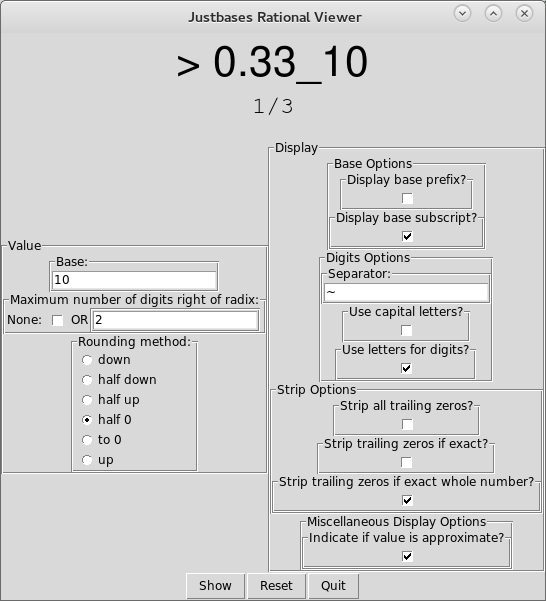 Justbases Rational Viewer
> 0.33_10
1/3
Value
Base:
10
Maximum number of digits right of radix:
None: OR 2
Rounding method:
down
half down
half up
half 0
to 0
up
Display
Base Options
Display base prefix?
Display base subscript?
Digits Options
Separator:
~
Use capital letters?
Use letters for digits?
Strip Options
Strip all trailing zeros?
Strip trailing zeros if exact?
Strip trailing zeros if exact whole number?
Miscellaneous Display Options
Indicate if value is approximate?
Show Reset Quit